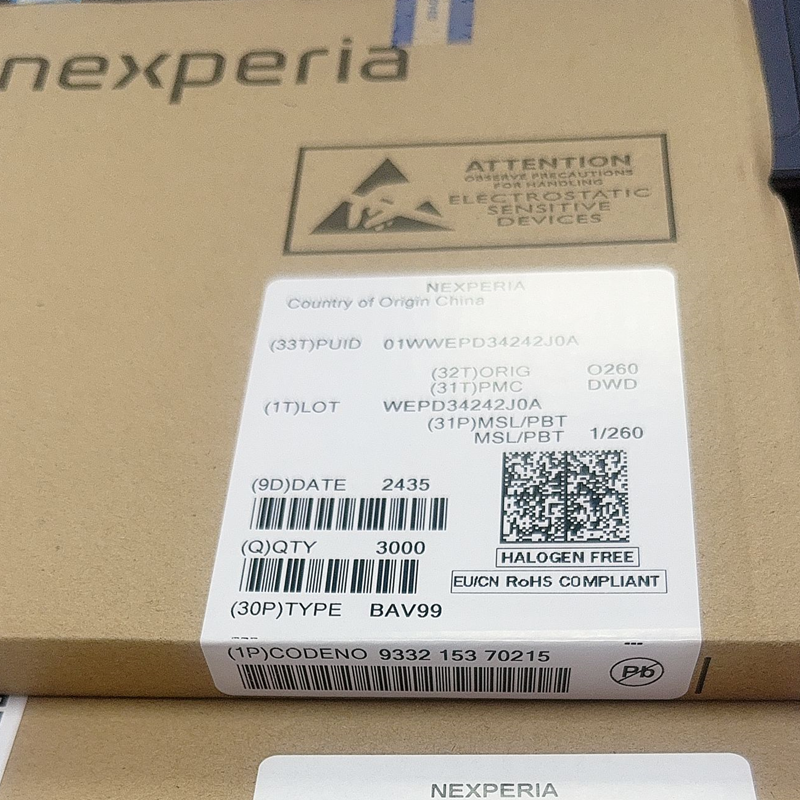 nexperia
ATTENTION
OBSERVE PRECAUTIONS
FOR HANDLING
ELECTROSTATIC
SENSITIVE
DEVICES
NEXPERIA
Country of Origin China
(33T)PUID 01WWEPD34242J0A
(32T)ORIG O260
(31T)PMC DWD
(1T)LOT WEPD34242J0A
(31P)MSL/PBT
MSL/PBT 1/260
(9D)DATE 2435
(Q)QTY 3000
HALOGEN FREE
EU/CN RoHS COMPLIANT
(30P)TYPE BAV99
(1P)CODENO 9332 153 70215
Pb
NEXPERIA